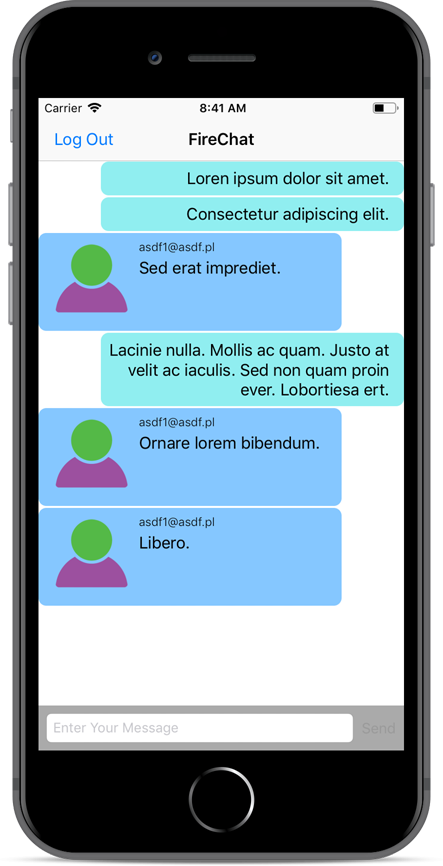 Carrier 8:41 AM
Log Out FireChat
Loren ipsum dolor sit amet.
Consectetur adipiscing elit.
asdf1@asdf.pl
Sed erat imprediet.
Lacinie nulla. Mollis ac quam. Justo at
velit ac iaculis. Sed non quam proin
ever. Lobortiesa ert.
asdf1@asdf.pl
Ornare lorem bibendum.
asdf1@asdf.pl
Libero.
Enter Your Message Send